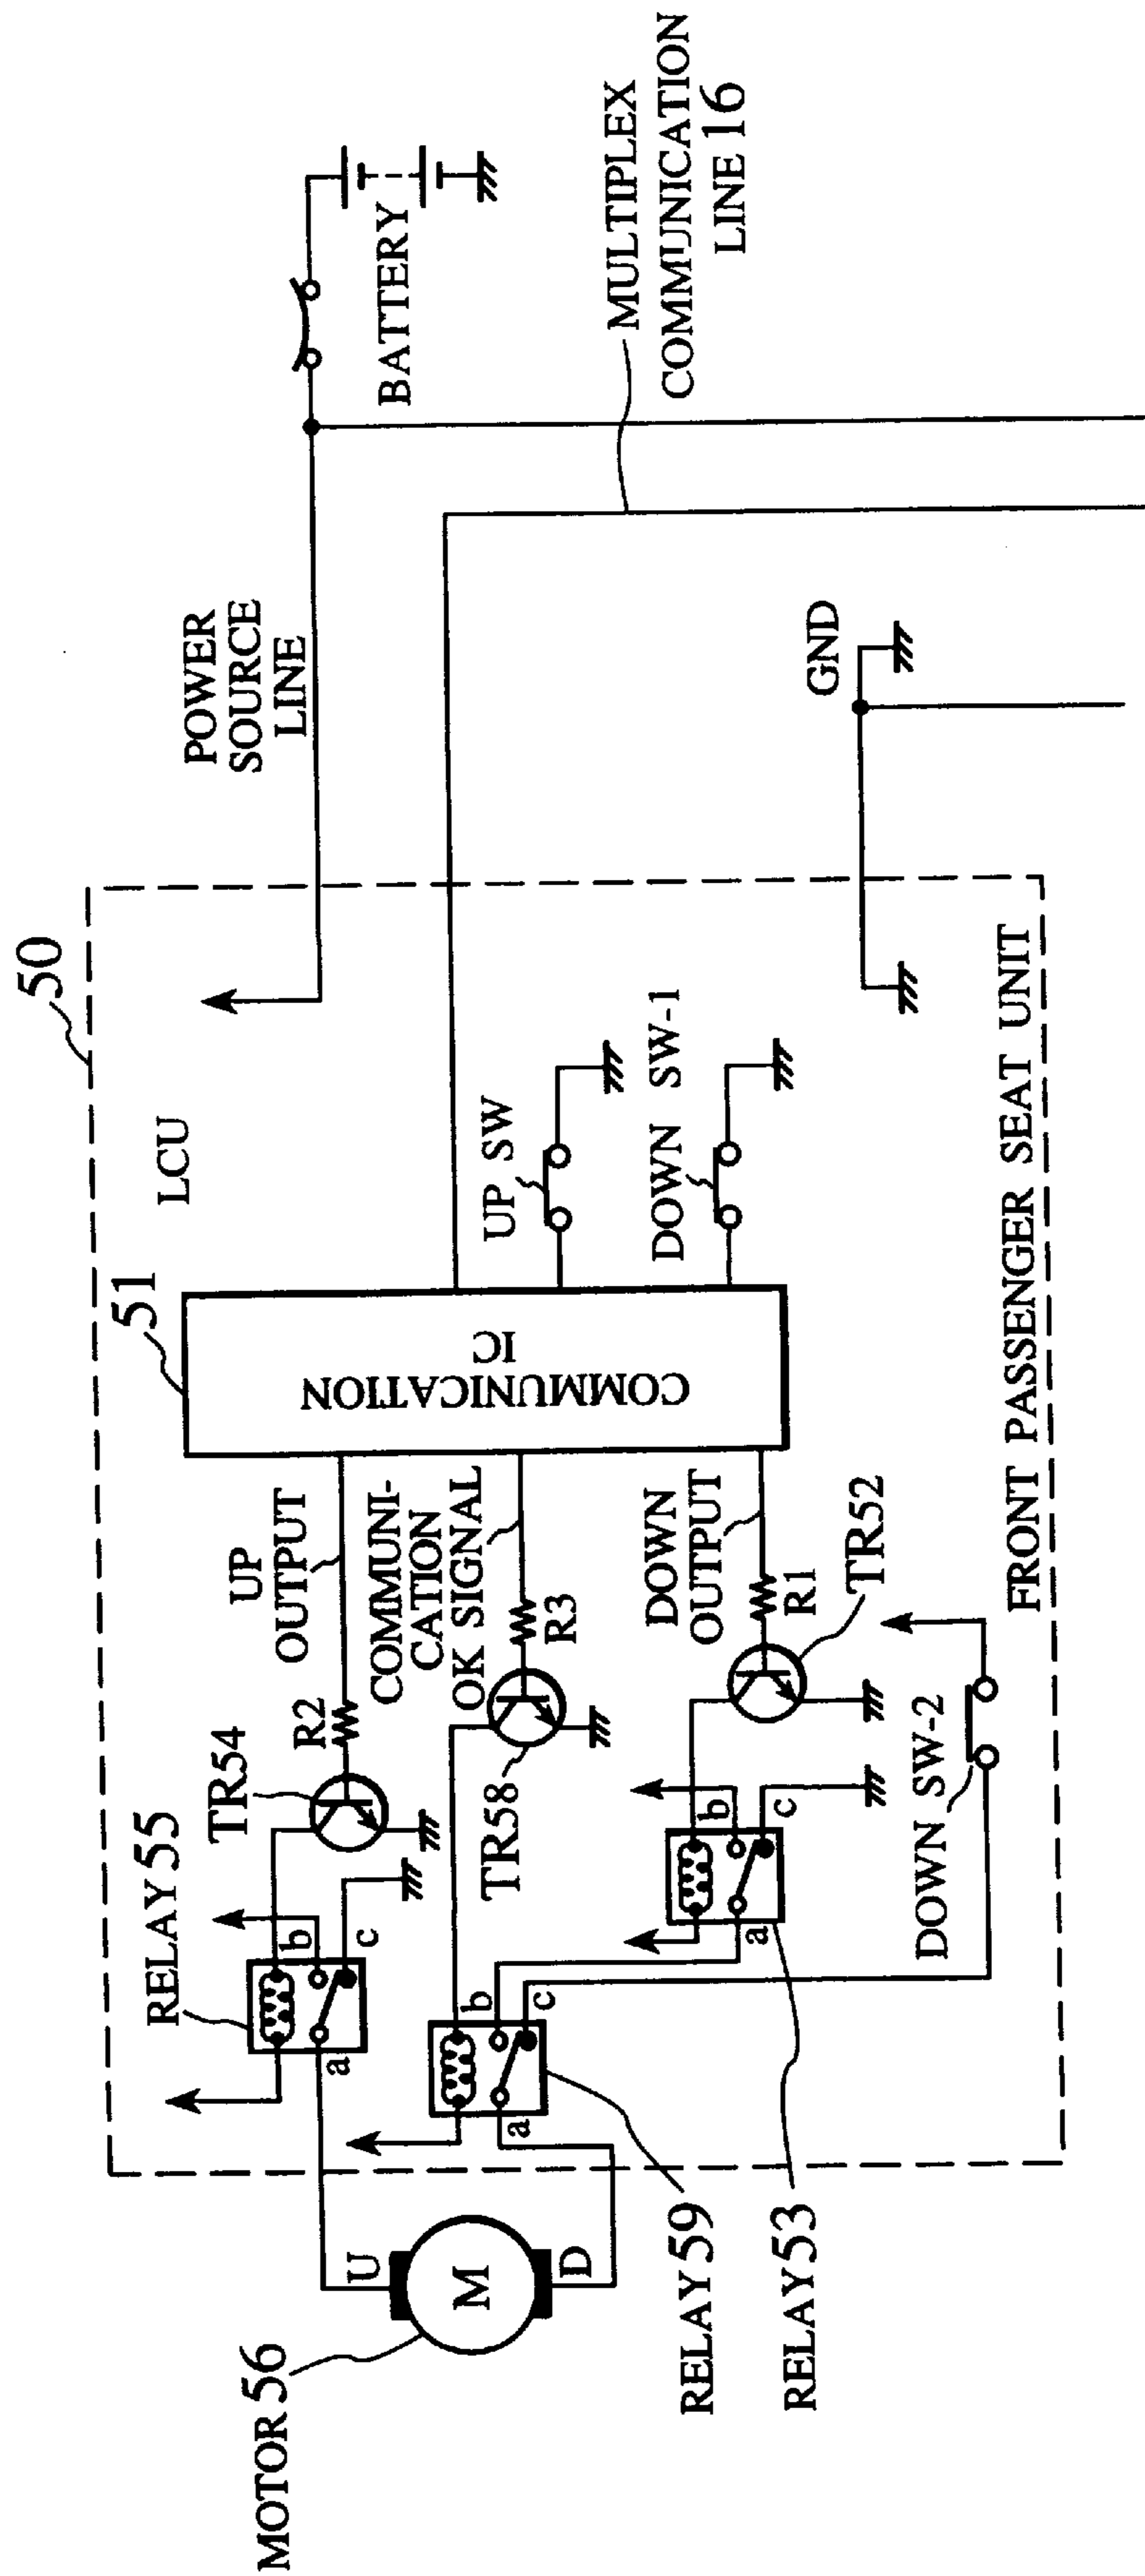 50
LCU
51
COMMUNICATION
IC
POWER
SOURCE
LINE
BATTERY
MULTIPLEX
COMMUNICATION
LINE 16
GND
UP SW
DOWN SW-1
UP
OUTPUT
COMMUNI-
CATION
OK SIGNAL
DOWN
OUTPUT
R2
R3
R1
TR54
TR58
TR52
RELAY 55
a
b
c
a
b
c
a
b
c
DOWN SW-2
FRONT PASSENGER SEAT UNIT
MOTOR 56
U
M
D
RELAY 59
RELAY 53